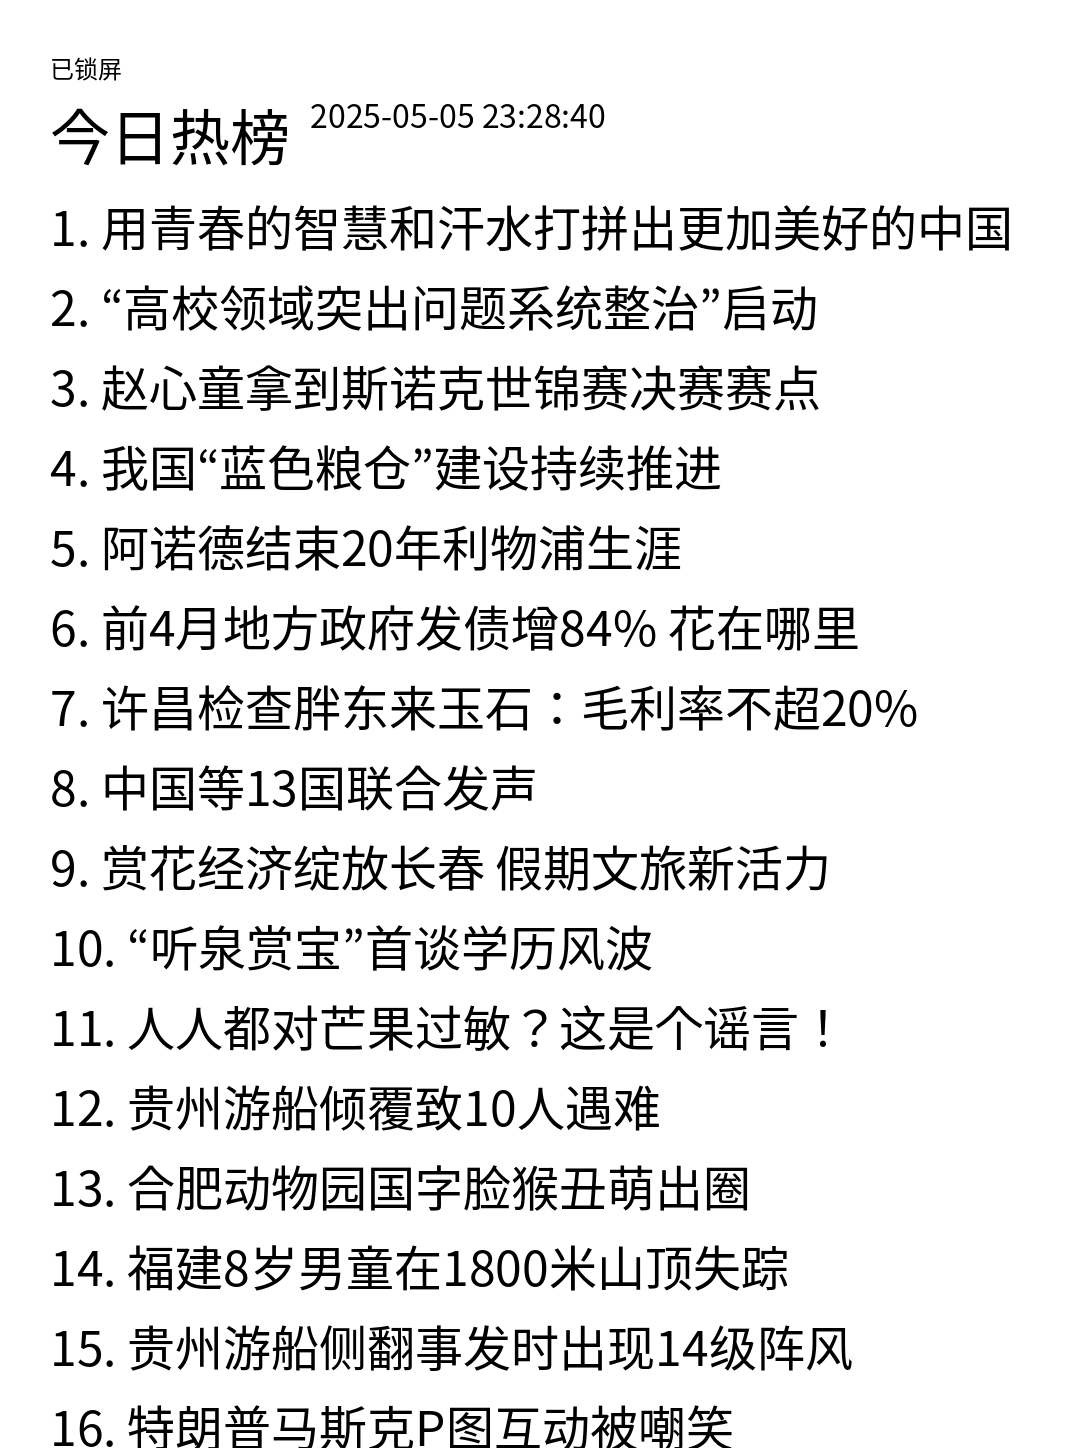 已锁屏
今日热榜 2025-05-05 23:28:40
1. 用青春的智慧和汗水打拼出更加美好的中国
2. “高校领域突出问题系统整治”启动
3. 赵心童拿到斯诺克世锦赛决赛赛点
4. 我国“蓝色粮仓”建设持续推进
5. 阿诺德结束20年利物浦生涯
6. 前4月地方政府发债增84% 花在哪里
7. 许昌检查胖东来玉石：毛利率不超20%
8. 中国等13国联合发声
9. 赏花经济绽放长春 假期文旅新活力
10. “听泉赏宝”首谈学历风波
11. 人人都对芒果过敏？这是个谣言！
12. 贵州游船倾覆致10人遇难
13. 合肥动物园国字脸猴丑萌出圈
14. 福建8岁男童在1800米山顶失踪
15. 贵州游船侧翻事发时出现14级阵风
16. 特朗普马斯克P图互动被嘲笑